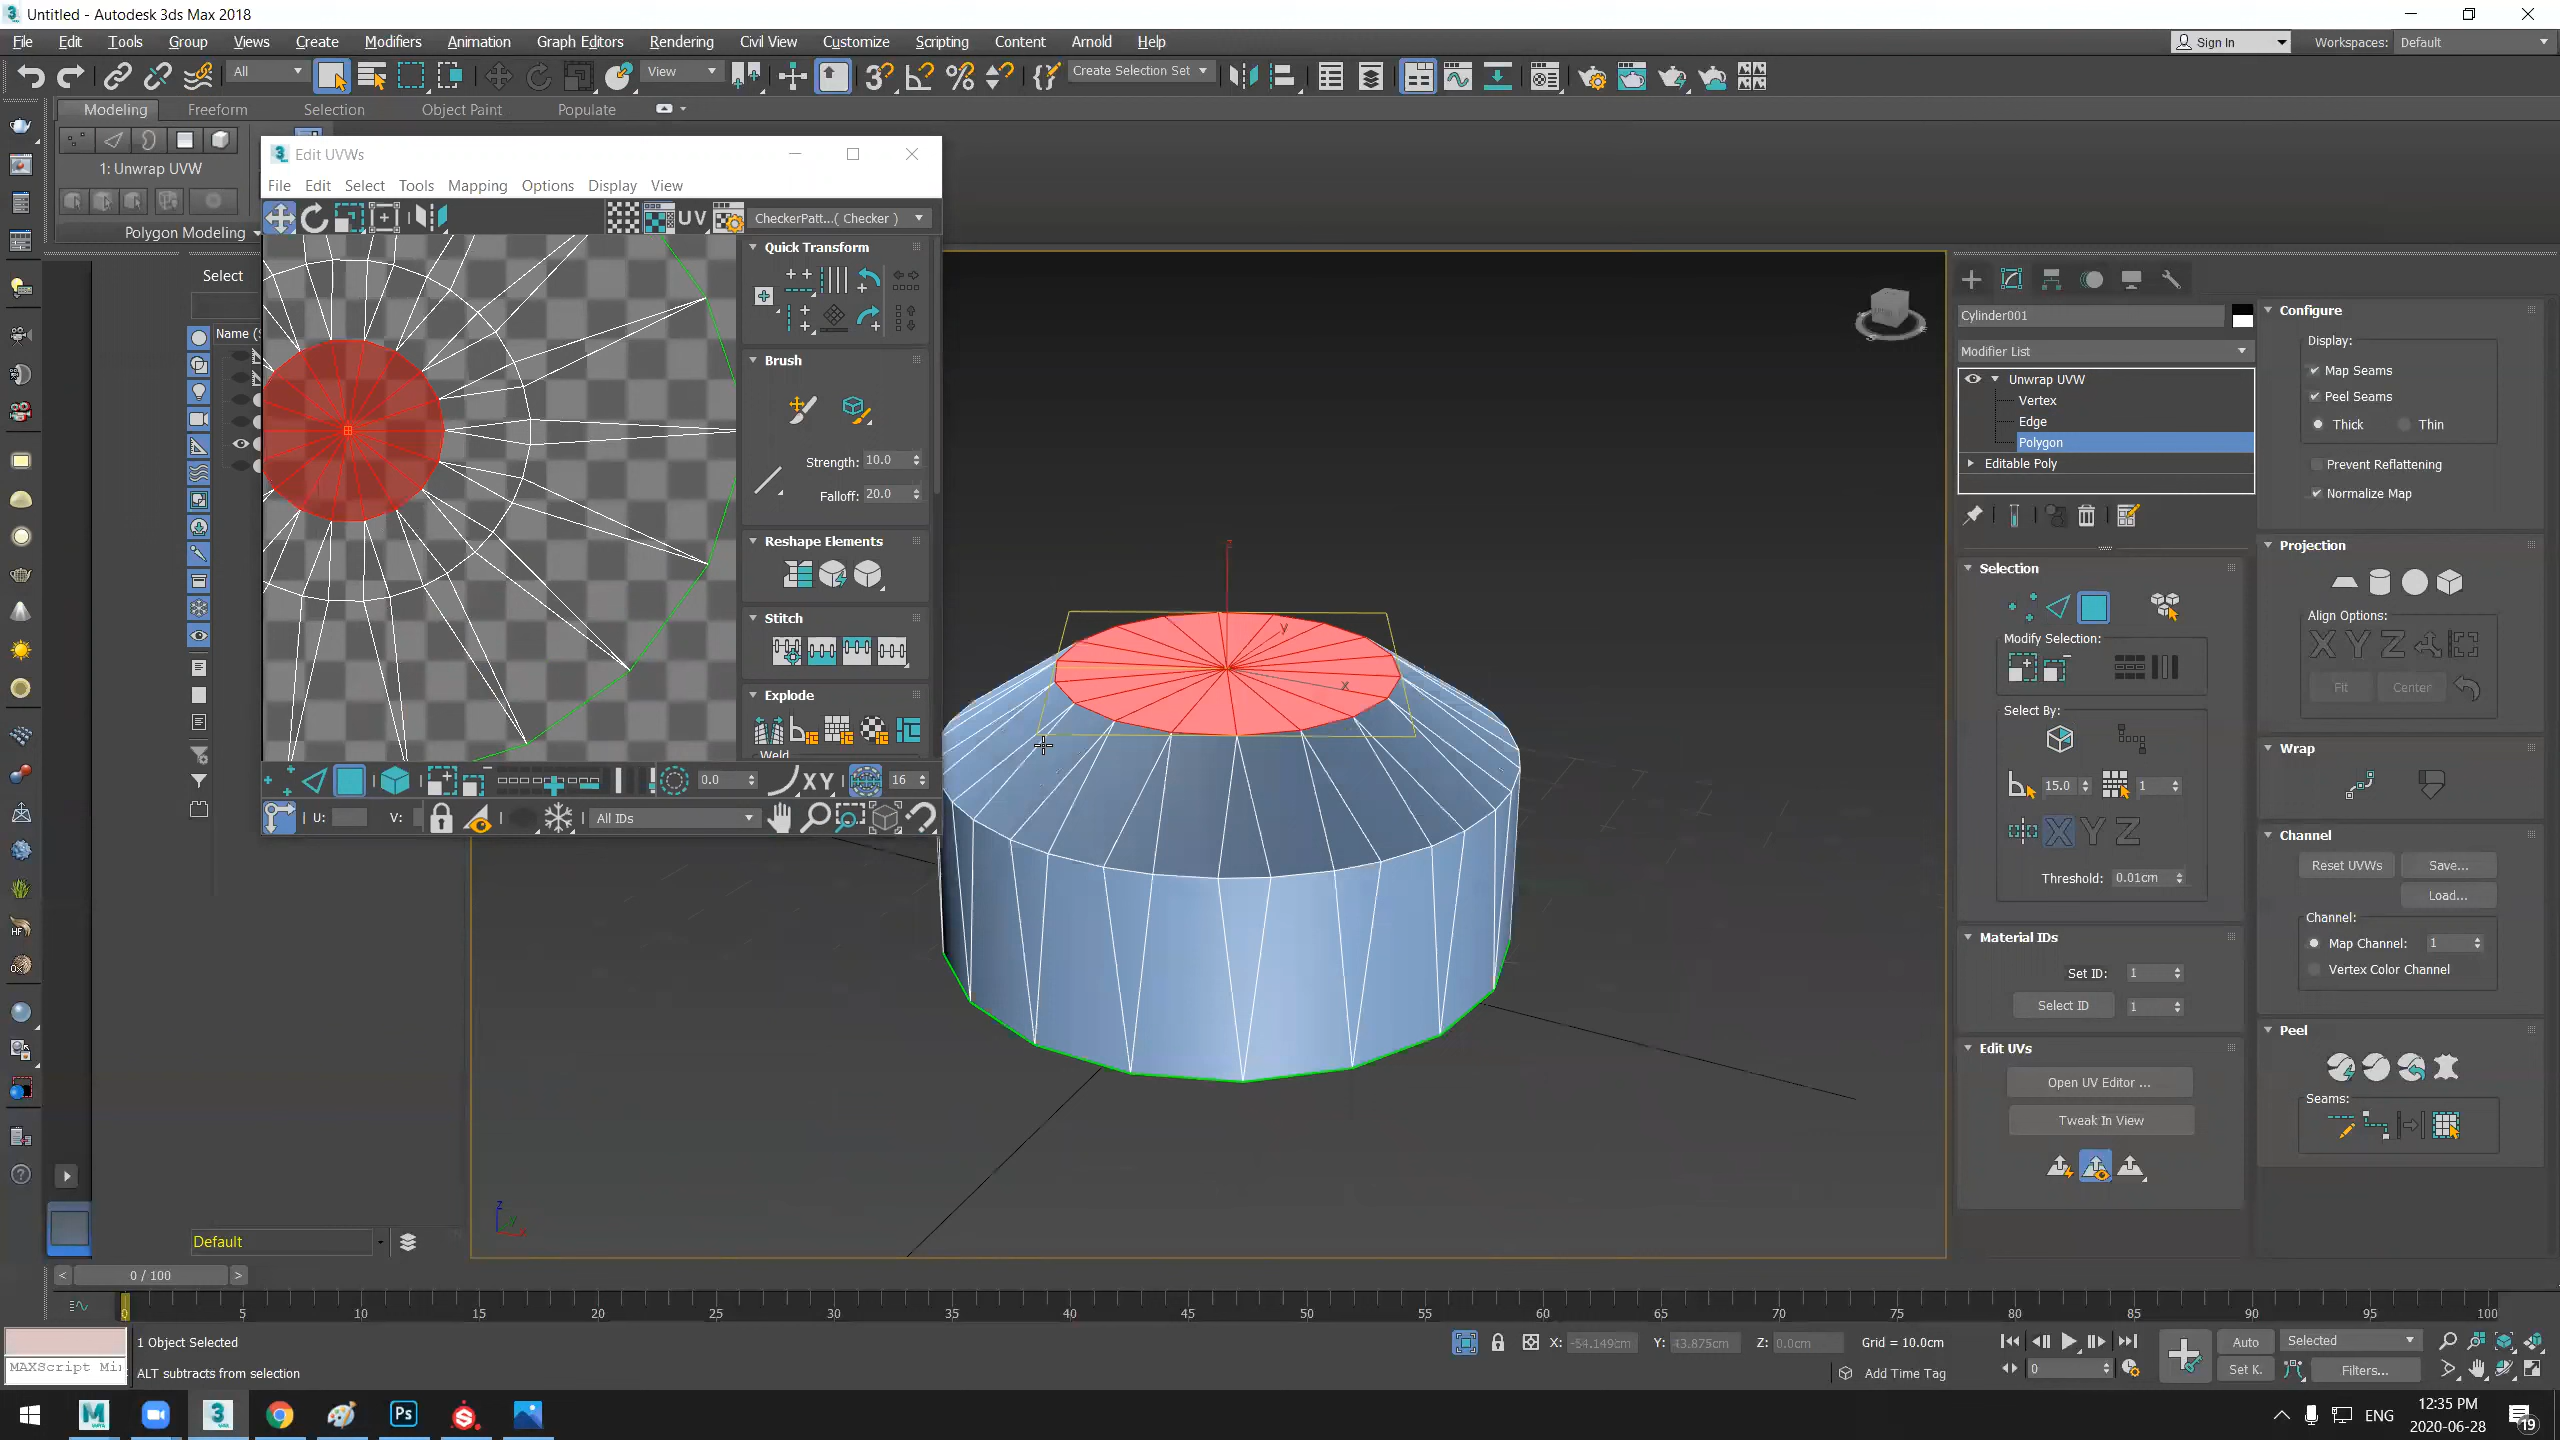 Untitled - Autodesk 3ds Max 2018
File Edit Tools Group Views Create Modifiers Animation Graph Editors Rendering Civil View Customize Scripting Content Arnold Help
Sign In Workspaces: Default
All View Create Selection Set
Modeling Freeform Selection Object Paint Populate
1: Unwrap UVW
Polygon Modeling
Select
Name (S
Edit UVWs
File Edit Select Tools Mapping Options Display View
UV CheckerPatt...( Checker )
Quick Transform
Brush
Strength: 10.0
Falloff: 20.0
Reshape Elements
Stitch
Explode
Weld
0.0 XY 16
U: V: All IDs
z
y
x
Cylinder001
Modifier List
Unwrap UVW
Vertex
Edge
Polygon
Editable Poly
Selection
Modify Selection:
Select By:
15.0 1
X Y Z
Threshold: 0.01cm
Material IDs
Set ID: 1
Select ID 1
Edit UVs
Open UV Editor ...
Tweak In View
Configure
Display:
Map Seams
Peel Seams
Thick Thin
Prevent Reflattening
Normalize Map
Projection
Align Options:
X Y Z
Fit Center
Wrap
Channel
Reset UVWs Save...
Load...
Channel:
Map Channel: 1
Vertex Color Channel
Peel
Seams:
z
y
x
Default
< 0 / 100 >
0 5 10 15 20 25 30 35 40 45 50 55 60 65 70 75 80 85 90 95 100
1 Object Selected
MAXScript Mi
ALT subtracts from selection
X: -54.149cm Y: 43.875cm Z: 0.0cm Grid = 10.0cm
Add Time Tag
Auto Selected
0 Set K. Filters...
M 3 Ps
ENG 12:35 PM
2020-06-28
19